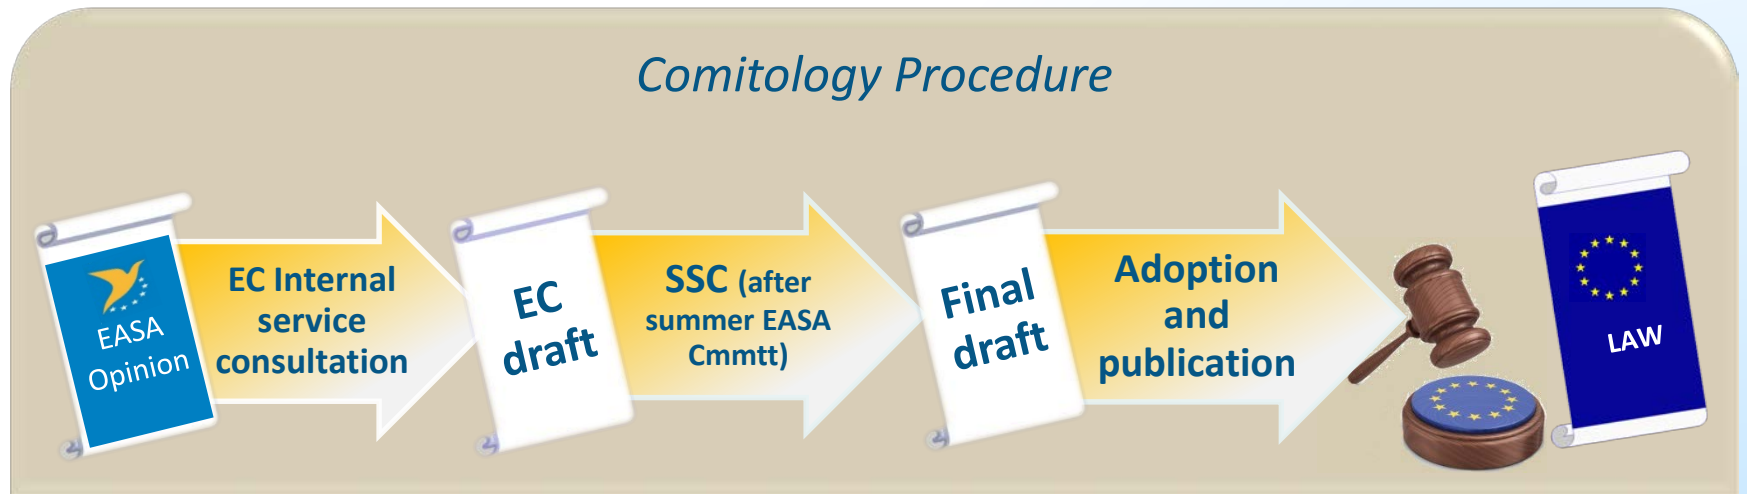 Comitology Procedure
EASA
Opinion
EC Internal
service
consultation
EC
draft
SSC (after
summer EASA
Cmmtt)
Final
draft
Adoption
and
publication
LAW